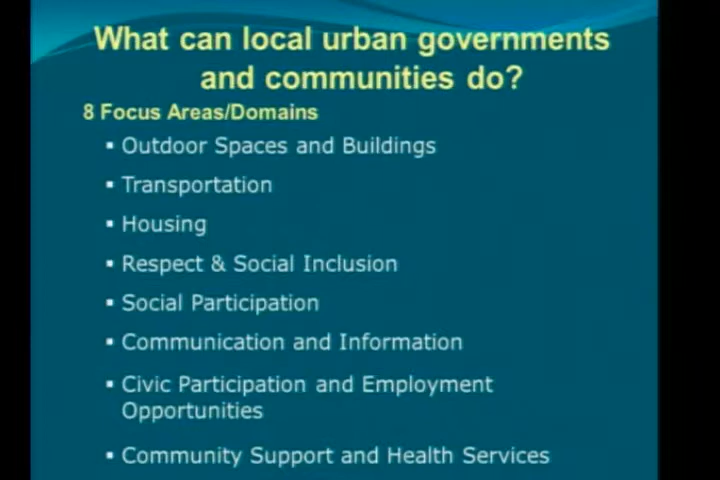 What can local urban governments
and communities do?
8 Focus Areas/Domains
▪ Outdoor Spaces and Buildings
▪ Transportation
▪ Housing
▪ Respect & Social Inclusion
▪ Social Participation
▪ Communication and Information
▪ Civic Participation and Employment
Opportunities
▪ Community Support and Health Services